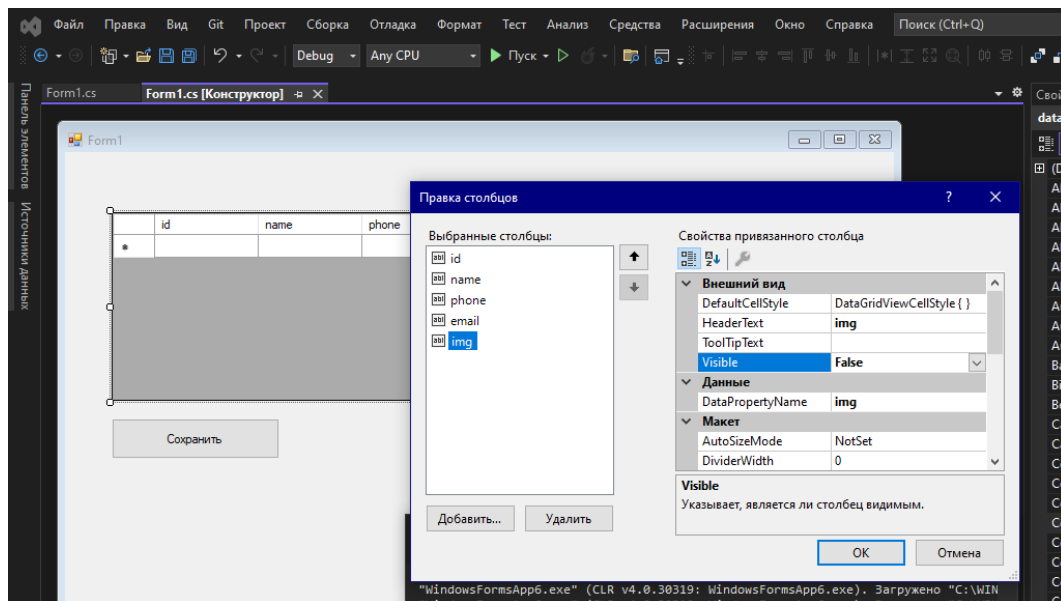 Файл Правка Вид Git Проект Сборка Отладка Формат Тест Анализ Средства Расширения Окно Справка Поиск (Ctrl+Q)
Debug Any CPU Пуск
Панель элементов
Источники данных
Form1.cs Form1.cs [Конструктор]
Form1
id name phone
Сохранить
Правка столбцов
Выбранные столбцы:
id
name
phone
email
img
Добавить... Удалить
Свойства привязанного столбца
Внешний вид
DefaultCellStyle DataGridViewCellStyle { }
HeaderText img
ToolTipText
Visible False
Данные
DataPropertyName img
Макет
AutoSizeMode NotSet
DividerWidth 0
Visible
Указывает, является ли столбец видимым.
OK Отмена
"WindowsFormsApp6.exe" (CLR v4.0.30319: WindowsFormsApp6.exe). Загружено "C:\WIN
Свой
data